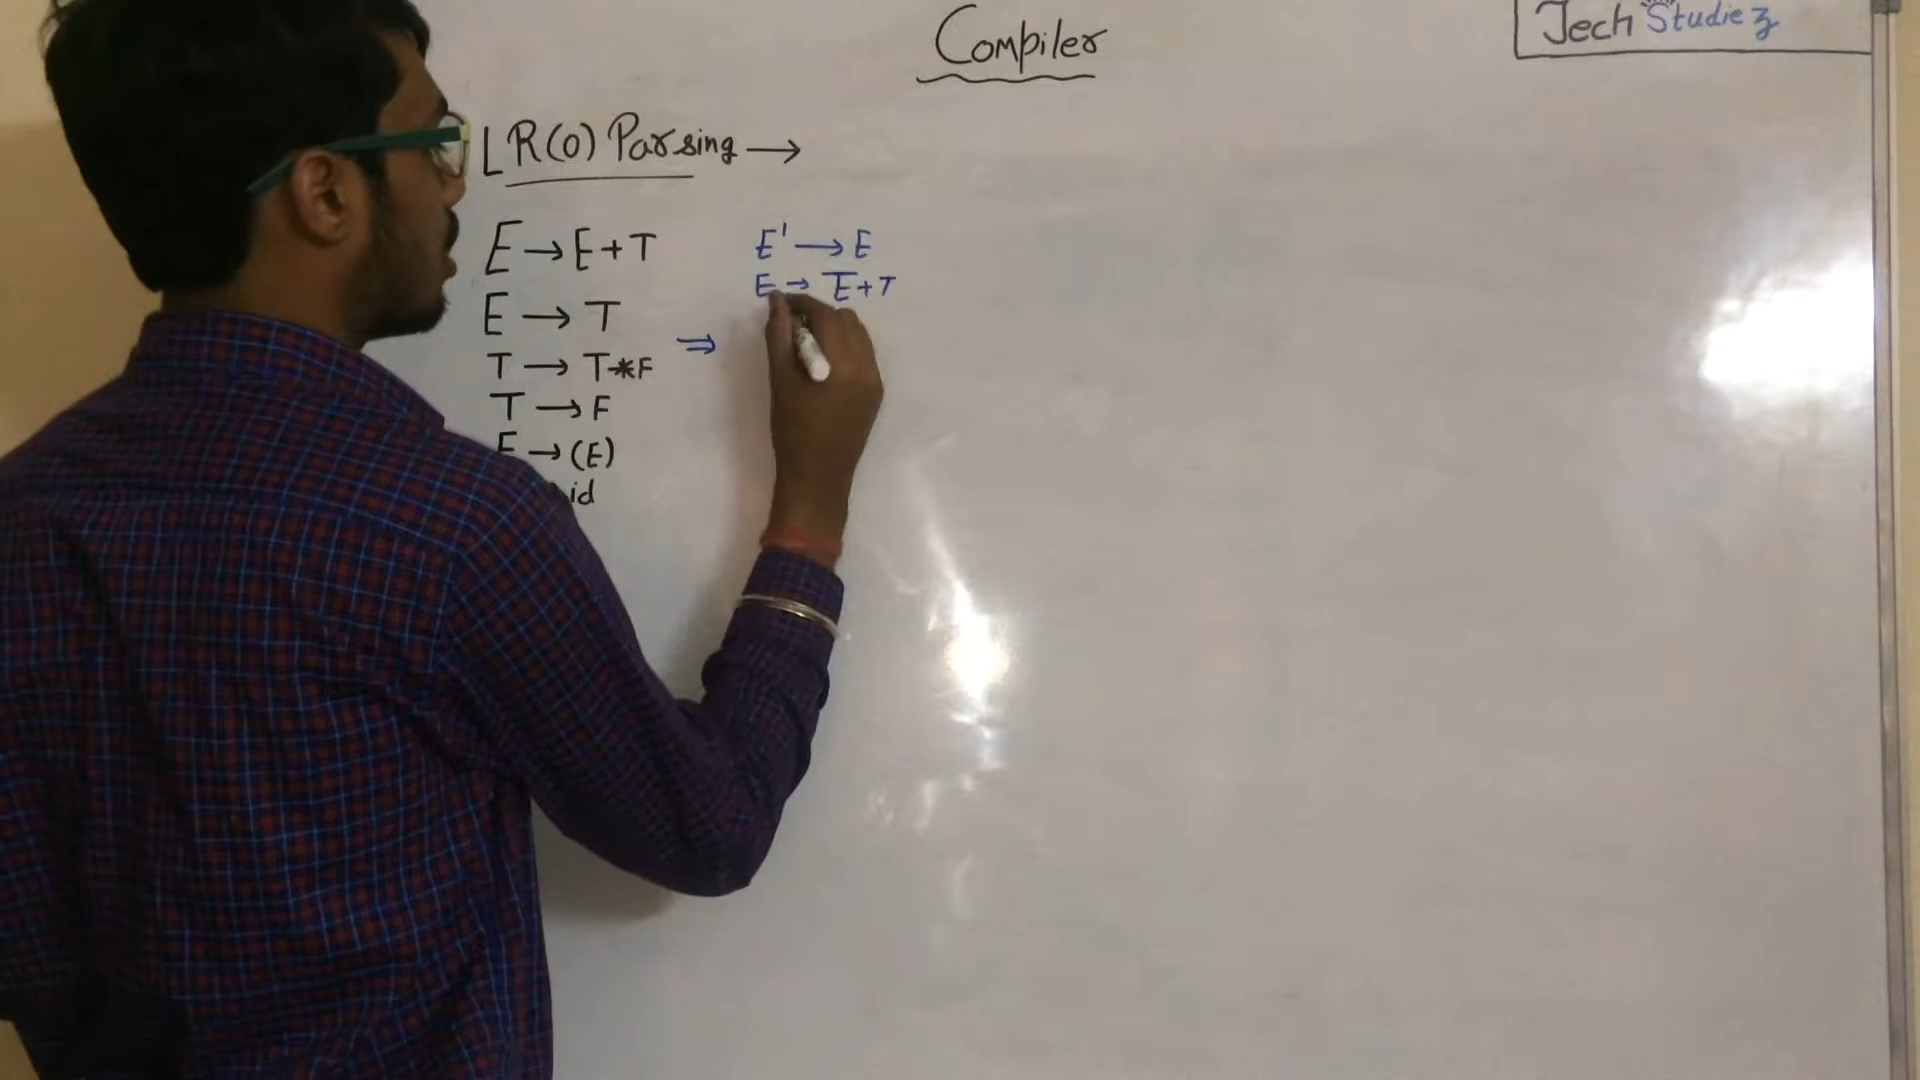 Compiler
Tech Studiez
LR(0) Parsing →
E → E + T
E → T
T → T * F
T → F
F → (E)
id
⇒
E' → E
E → E + T